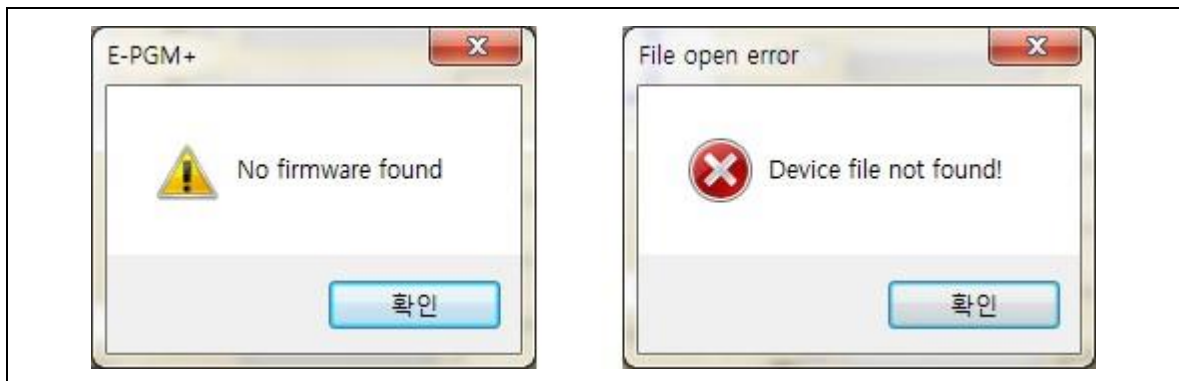 E-PGM+
No firmware found
확인
File open error
Device file not found!
확인